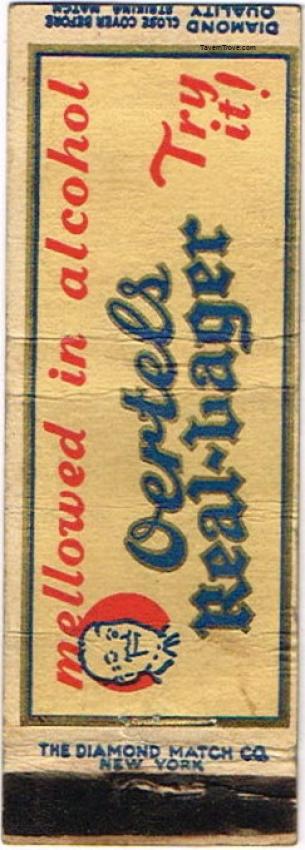 DIAMOND QUALITY
CLOSE COVER BEFORE
STRIKING MATCH
TavernTrove.com
mellowed in alcohol
Try
it!
Oertels
Real-Lager
THE DIAMOND MATCH CO.
NEW YORK